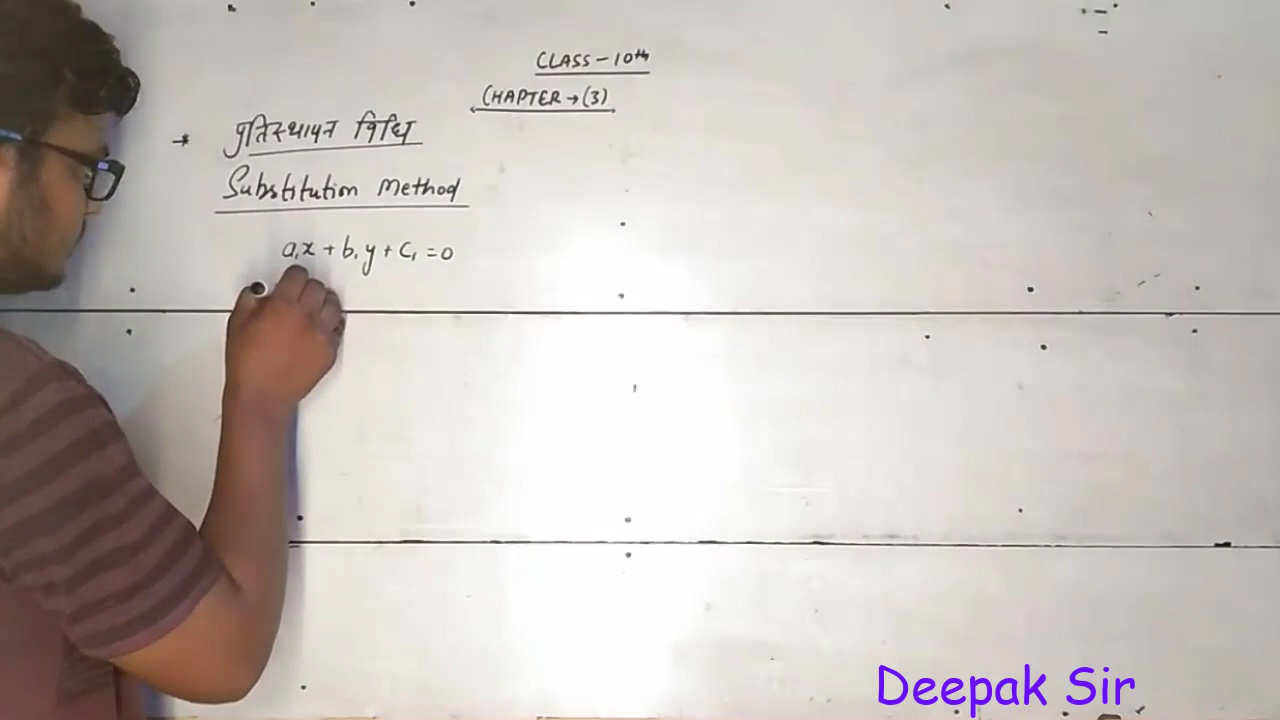 CLASS - 10th
CHAPTER → (3)
* प्रतिस्थापन विधि
Substitution Method
a₁x + b₁y + c₁ = 0
Deepak Sir